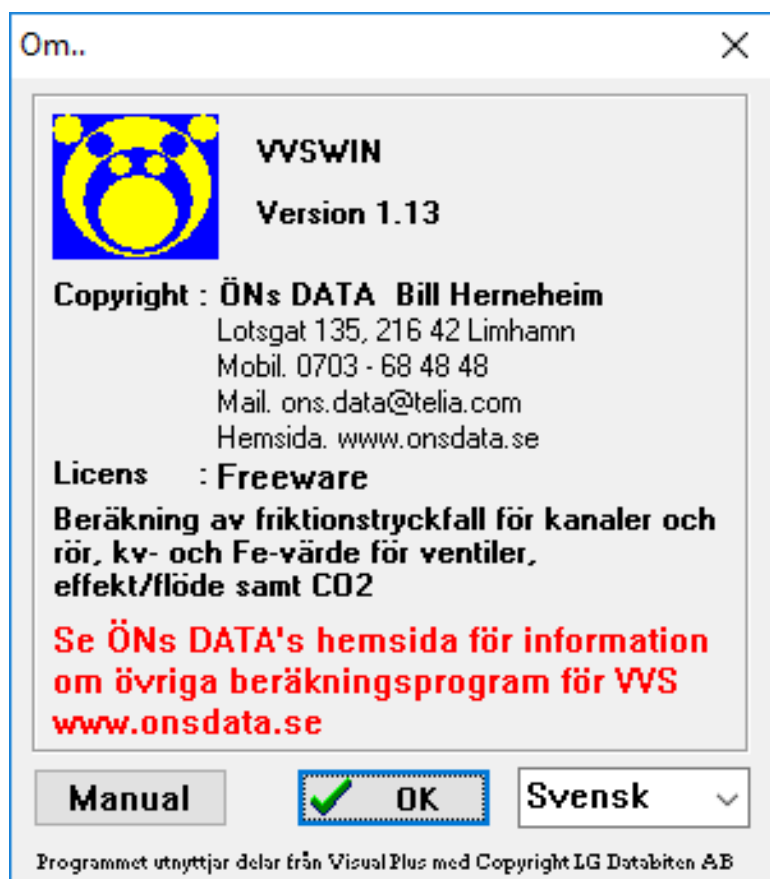 Om..
VVSWIN
Version 1.13
Copyright : ÖNs DATA Bill Herneheim
Lotsgat 135, 216 42 Limhamn
Mobil. 0703 - 68 48 48
Mail. ons.data@telia.com
Hemsida. www.onsdata.se
Licens : Freeware
Beräkning av friktionstryckfall för kanaler och
rör, kv- och Fe-värde för ventiler,
effekt/flöde samt CO2
Se ÖNs DATA's hemsida för information
om övriga beräkningsprogram för VVS
www.onsdata.se
Manual OK Svensk
Programmet utnyttjar delar från Visual Plus med Copyright LG Databiten AB